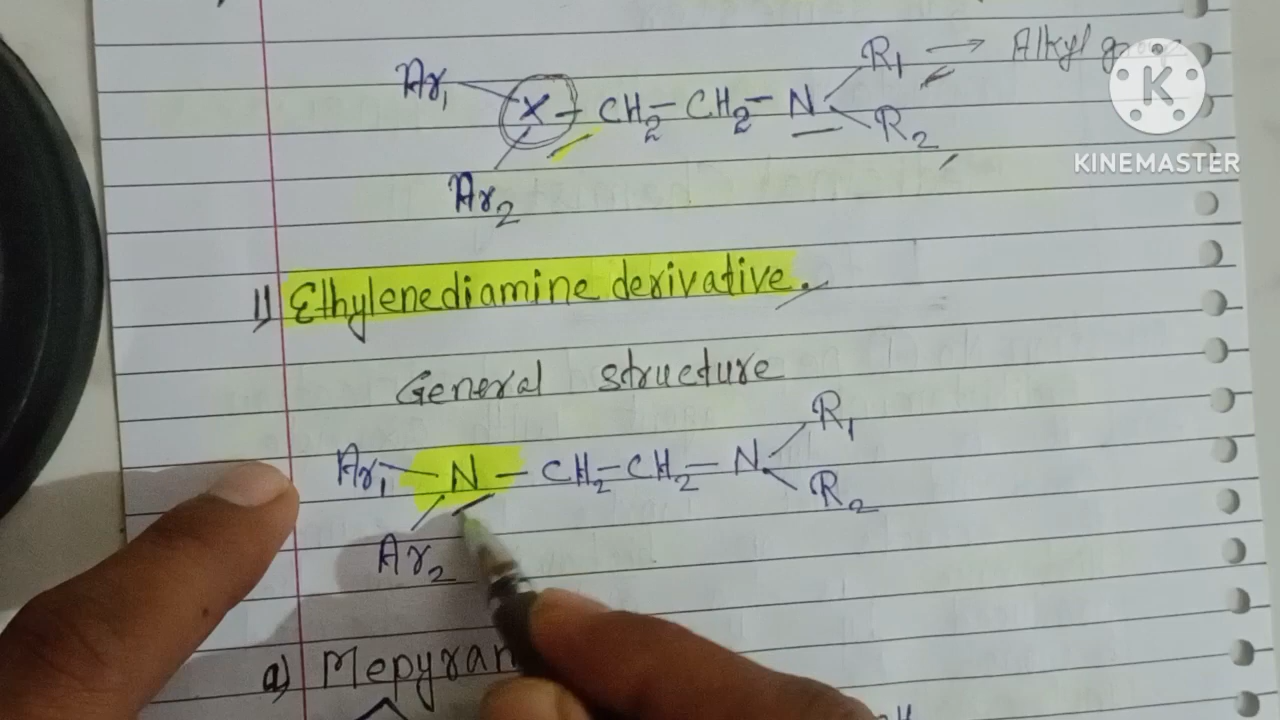 Ar1 X - CH2 - CH2 - N R1 → Alkyl
R2
Ar2
K
KINEMASTER
1) Ethylenediamine derivative.
General structure
Ar1 - N - CH2 - CH2 - N R1
R2
Ar2
a)